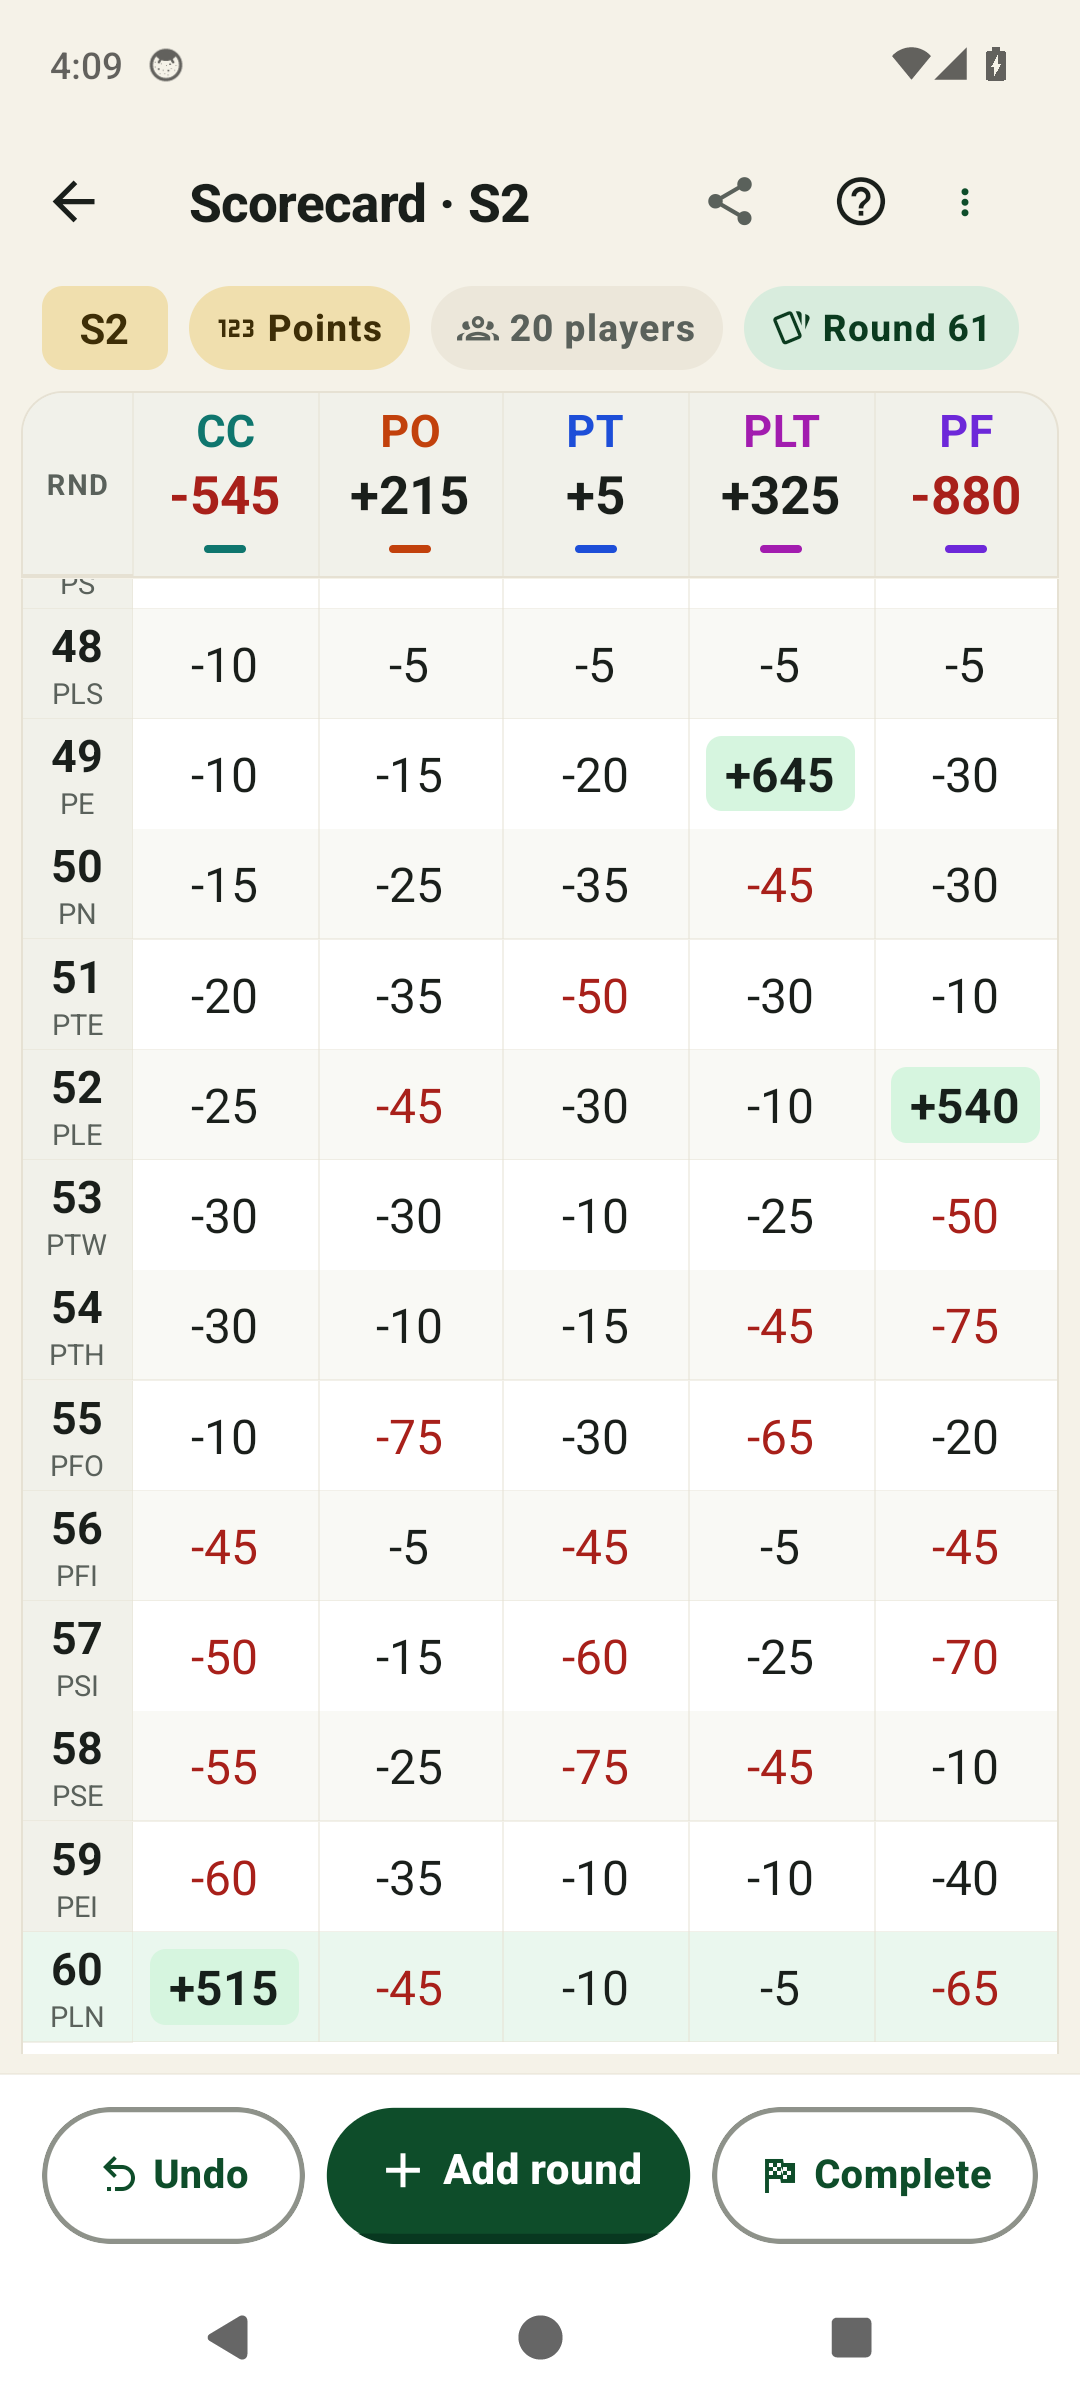 4:09
Scorecard · S2
S2 123 Points 20 players Round 61
RND CC PO PT PLT PF
-545 +215 +5 +325 -880
PS
48 PLS -10 -5 -5 -5 -5
49 PE -10 -15 -20 +645 -30
50 PN -15 -25 -35 -45 -30
51 PTE -20 -35 -50 -30 -10
52 PLE -25 -45 -30 -10 +540
53 PTW -30 -30 -10 -25 -50
54 PTH -30 -10 -15 -45 -75
55 PFO -10 -75 -30 -65 -20
56 PFI -45 -5 -45 -5 -45
57 PSI -50 -15 -60 -25 -70
58 PSE -55 -25 -75 -45 -10
59 PEI -60 -35 -10 -10 -40
60 PLN +515 -45 -10 -5 -65
Undo + Add round Complete